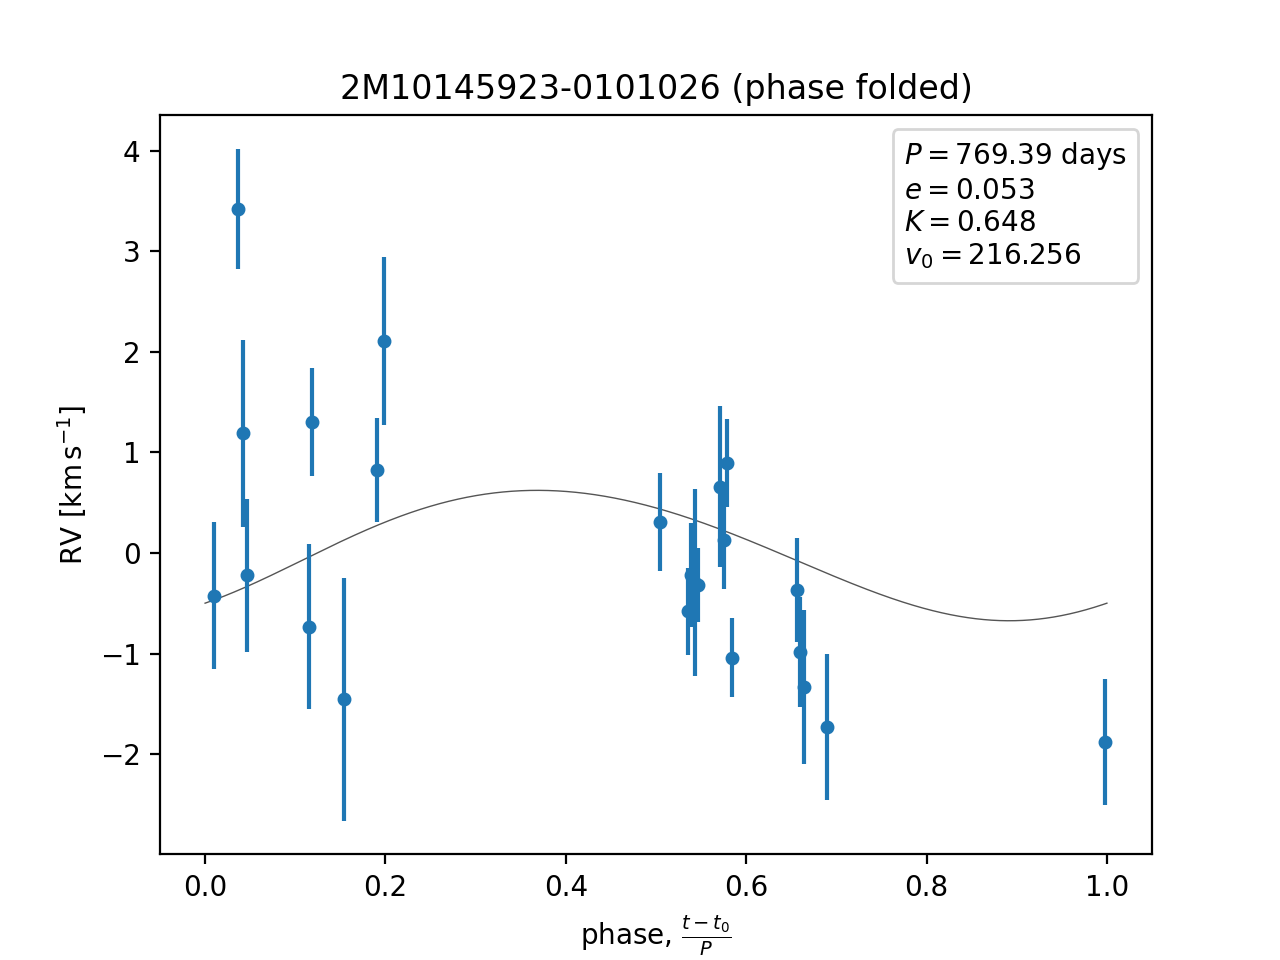 2M10145923-0101026 (phase folded)
P = 769.39 days
e = 0.053
K = 0.648
v₀ = 216.256
4
3
2
1
0
−1
−2
RV [km s⁻¹]
0.0 0.2 0.4 0.6 0.8 1.0
phase, (t − t₀)/P